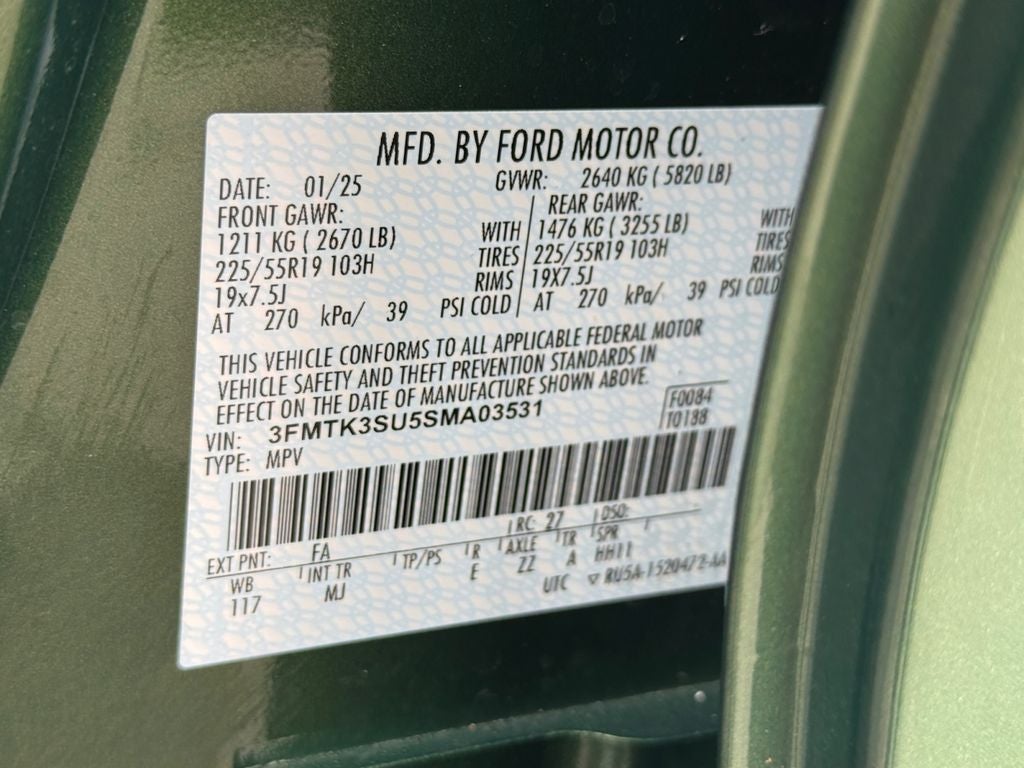 MFD. BY FORD MOTOR CO.
DATE: 01/25 GVWR: 2640 KG ( 5820 LB)
FRONT GAWR: REAR GAWR:
1211 KG ( 2670 LB) WITH 1476 KG ( 3255 LB) WITH
225/55R19 103H TIRES 225/55R19 103H TIRES
19x7.5J RIMS 19X7.5J RIMS
AT 270 kPa/ 39 PSI COLD AT 270 kPa/ 39 PSI COLD
THIS VEHICLE CONFORMS TO ALL APPLICABLE FEDERAL MOTOR
VEHICLE SAFETY AND THEFT PREVENTION STANDARDS IN
EFFECT ON THE DATE OF MANUFACTURE SHOWN ABOVE.
VIN: 3FMTK3SU5SMA03531 F0084
TYPE: MPV T0188
EXT PNT: FA RC: 27 DSO:
WB INT TR TP/PS R AXLE TR SPR
117 MJ E ZZ A HH11
UTC ▽ RU5A-1520472-AA